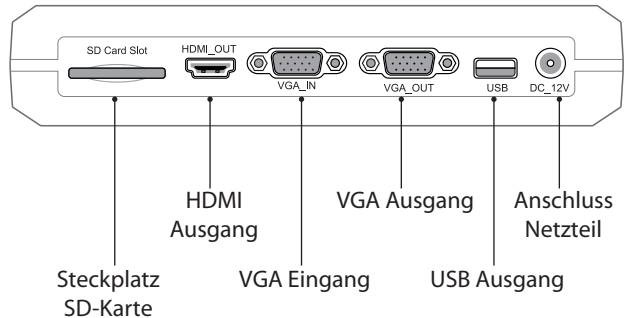 SD Card Slot
HDMI_OUT
VGA_IN
VGA_OUT
USB
DC_12V
HDMI
Ausgang
VGA Ausgang
Anschluss
Netzteil
Steckplatz
SD-Karte
VGA Eingang
USB Ausgang